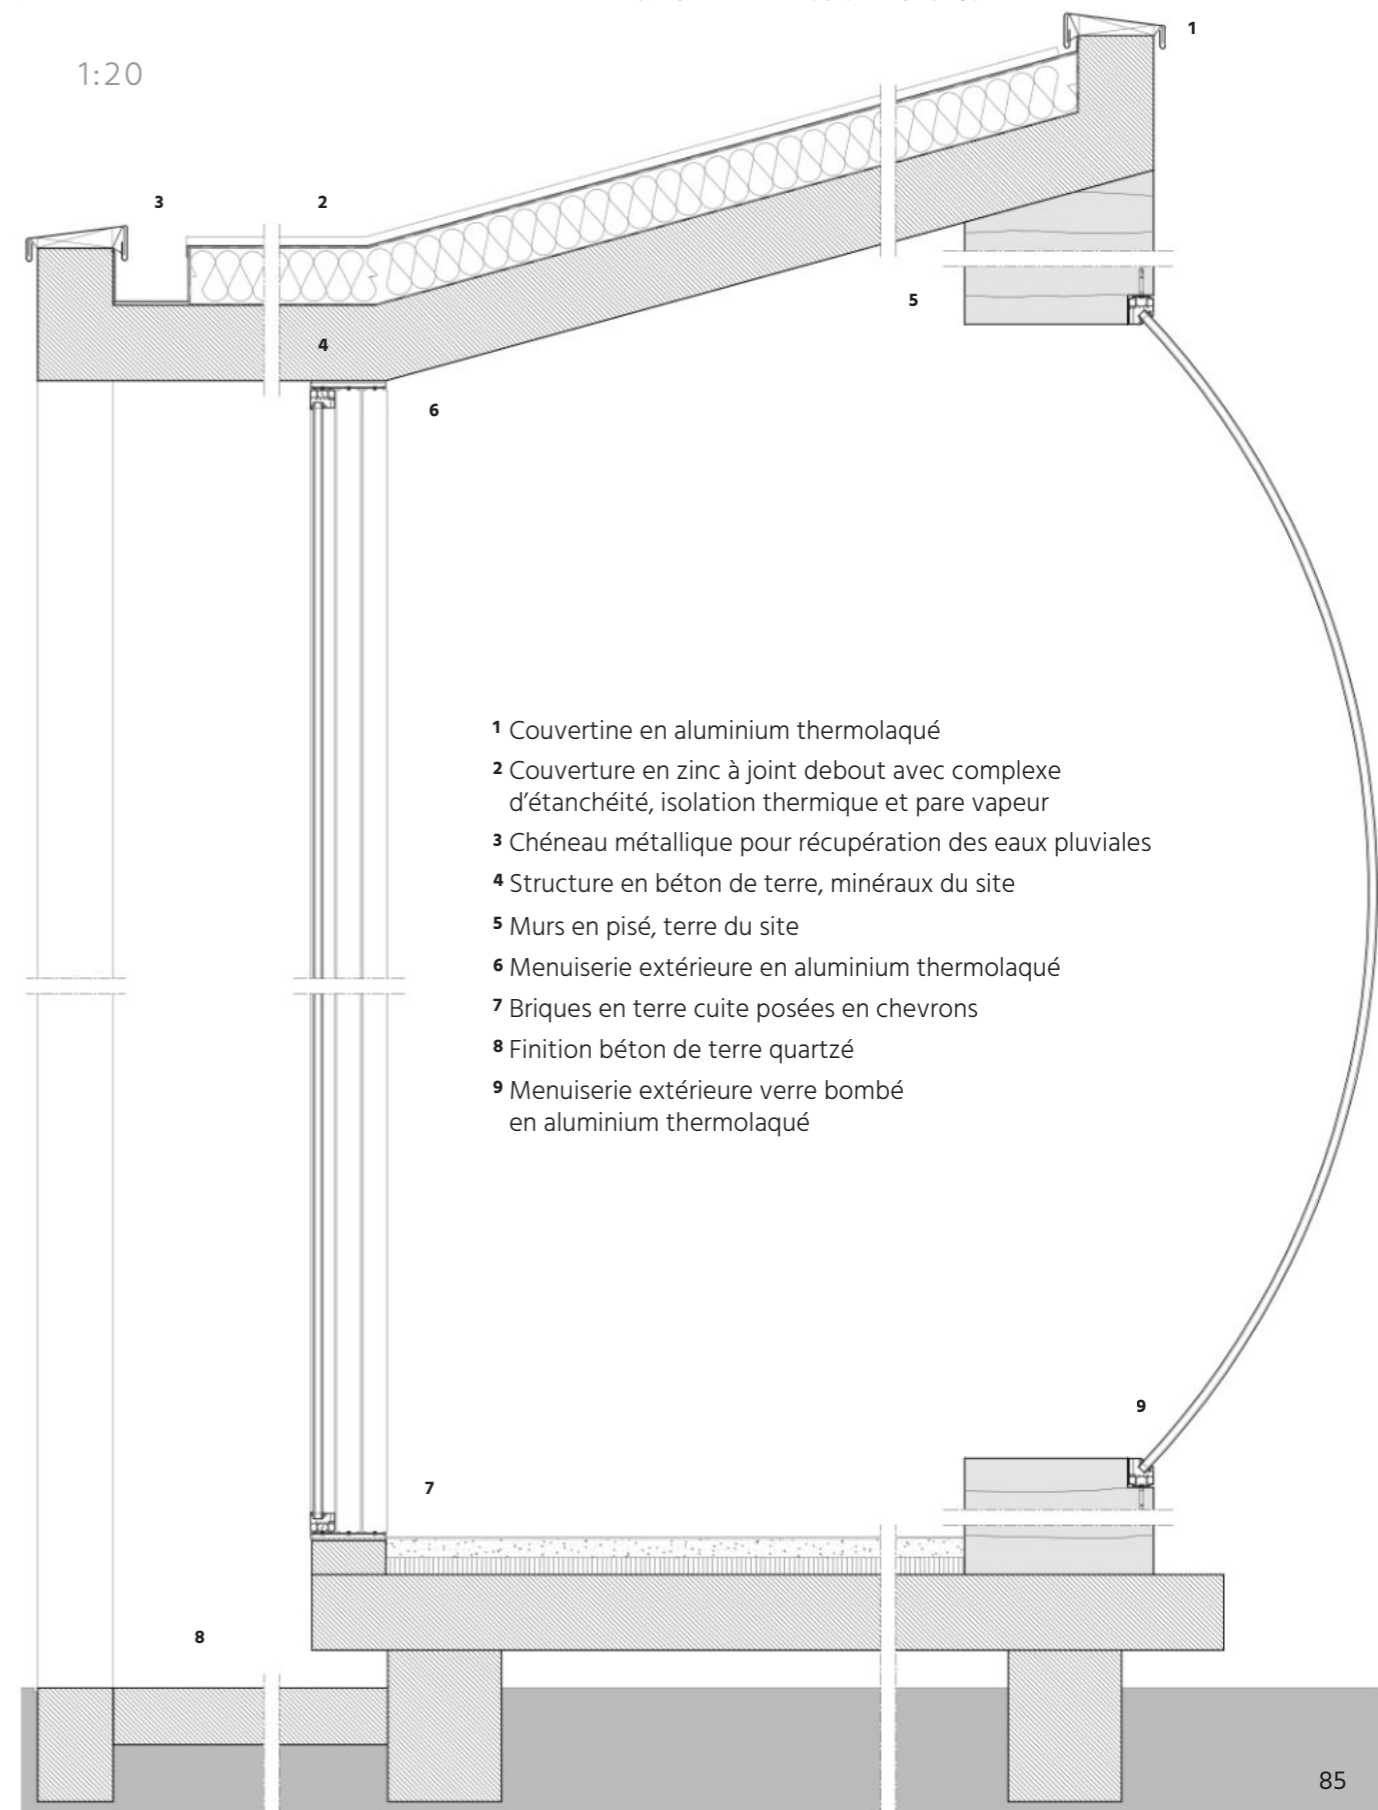 1
1:20
3
2
5
4
6
1 Couvertine en aluminium thermolaqué
2 Couverture en zinc à joint debout avec complexe
d’étanchéité, isolation thermique et pare vapeur
3 Chéneau métallique pour récupération des eaux pluviales
4 Structure en béton de terre, minéraux du site
5 Murs en pisé, terre du site
6 Menuiserie extérieure en aluminium thermolaqué
7 Briques en terre cuite posées en chevrons
8 Finition béton de terre quartzé
9 Menuiserie extérieure verre bombé
en aluminium thermolaqué
9
7
8
85